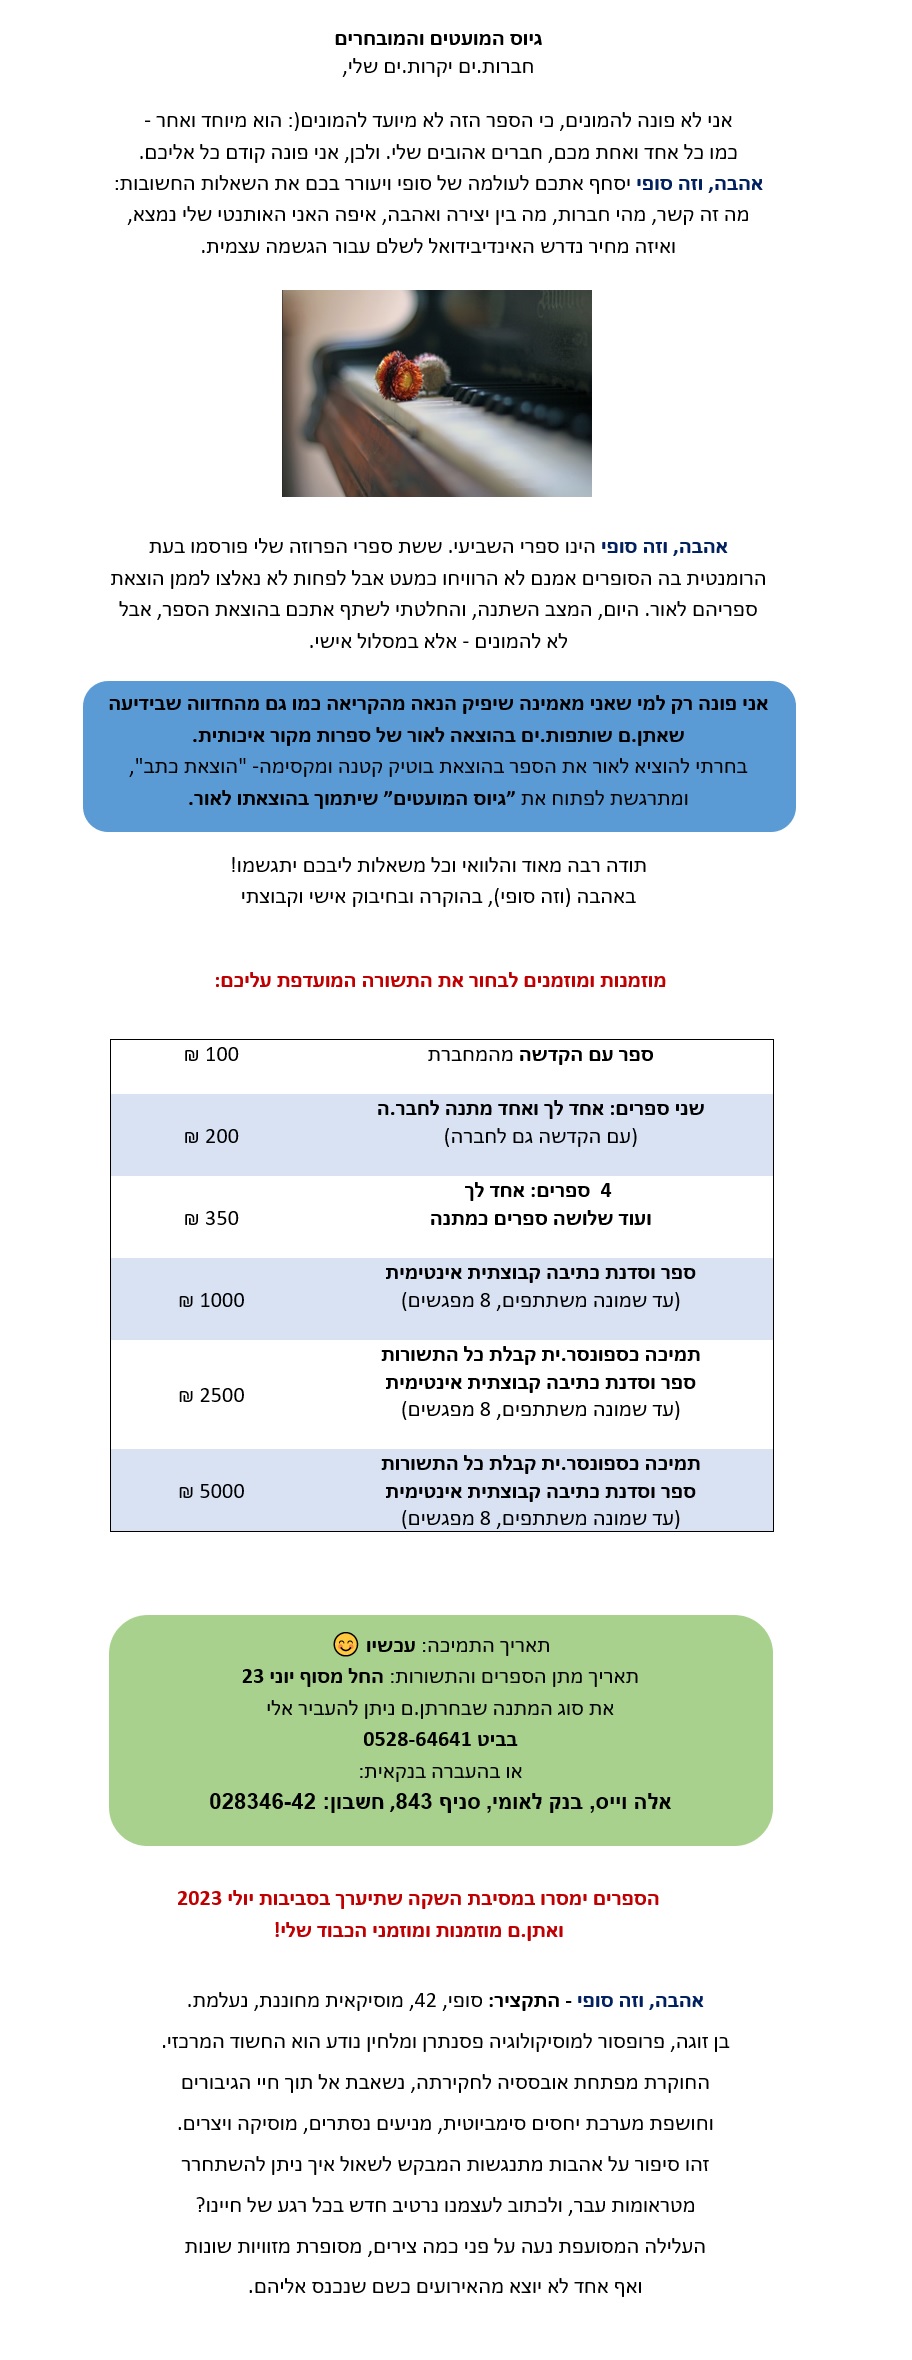 גיוס המועטים והמובחרים
חברות.ים יקרות.ים שלי,
אני לא פונה להמונים, כי הספר הזה לא מיועד להמונים(: הוא מיוחד ואחר -
כמו כל אחד ואחת מכם, חברים אהובים שלי. ולכן, אני פונה קודם כל אליכם.
אהבה, וזה סופי יסחף אתכם לעולמה של סופי ויעורר בכם את השאלות החשובות:
מה זה קשר, מהי חברות, מה בין יצירה ואהבה, איפה האני האותנטי שלי נמצא,
ואיזה מחיר נדרש האינדיבידואל לשלם עבור הגשמה עצמית.
אהבה, וזה סופי הינו ספרי השביעי. ששת ספרי הפרוזה שלי פורסמו בעת
הרומנטית בה הסופרים אמנם לא הרוויחו כמעט אבל לפחות לא נאלצו לממן הוצאת
ספריהם לאור. היום, המצב השתנה, והחלטתי לשתף אתכם בהוצאת הספר, אבל
לא להמונים - אלא במסלול אישי.
אני פונה רק למי שאני מאמינה שיפיק הנאה מהקריאה כמו גם מהחדווה שבידיעה
שאתן.ם שותפות.ים בהוצאה לאור של ספרות מקור איכותית.
בחרתי להוציא לאור את הספר בהוצאת בוטיק קטנה ומקסימה- "הוצאת כתב",
ומתרגשת לפתוח את ”גיוס המועטים” שיתמוך בהוצאתו לאור.
תודה רבה מאוד והלוואי וכל משאלות ליבכם יתגשמו!
באהבה (וזה סופי), בהוקרה ובחיבוק אישי וקבוצתי
מוזמנות ומוזמנים לבחור את התשורה המועדפת עליכם:
ספר עם הקדשה מהמחברת
100 ₪
שני ספרים: אחד לך ואחד מתנה לחבר.ה
(עם הקדשה גם לחברה)
200 ₪
4 ספרים: אחד לך
ועוד שלושה ספרים כמתנה
350 ₪
ספר וסדנת כתיבה קבוצתית אינטימית
(עד שמונה משתתפים, 8 מפגשים)
1000 ₪
תמיכה כספונסר.ית קבלת כל התשורות
ספר וסדנת כתיבה קבוצתית אינטימית
(עד שמונה משתתפים, 8 מפגשים)
2500 ₪
תמיכה כספונסר.ית קבלת כל התשורות
ספר וסדנת כתיבה קבוצתית אינטימית
(עד שמונה משתתפים, 8 מפגשים)
5000 ₪
תאריך התמיכה: עכשיו 😊
תאריך מתן הספרים והתשורות: החל מסוף יוני 23
את סוג המתנה שבחרתן.ם ניתן להעביר אלי
בביט 0528-64641
או בהעברה בנקאית:
אלה וייס, בנק לאומי, סניף 843, חשבון: 028346-42
הספרים ימסרו במסיבת השקה שתיערך בסביבות יולי 2023
ואתן.ם מוזמנות ומוזמני הכבוד שלי!
אהבה, וזה סופי - התקציר: סופי, 42, מוסיקאית מחוננת, נעלמת.
בן זוגה, פרופסור למוסיקולוגיה פסנתרן ומלחין נודע הוא החשוד המרכזי.
החוקרת מפתחת אובססיה לחקירתה, נשאבת אל תוך חיי הגיבורים
וחושפת מערכת יחסים סימביוטית, מניעים נסתרים, מוסיקה ויצרים.
זהו סיפור על אהבות מתנגשות המבקש לשאול איך ניתן להשתחרר
מטראומות עבר, ולכתוב לעצמנו נרטיב חדש בכל רגע של חיינו?
העלילה המסועפת נעה על פני כמה צירים, מסופרת מזוויות שונות
ואף אחד לא יוצא מהאירועים כשם שנכנס אליהם.